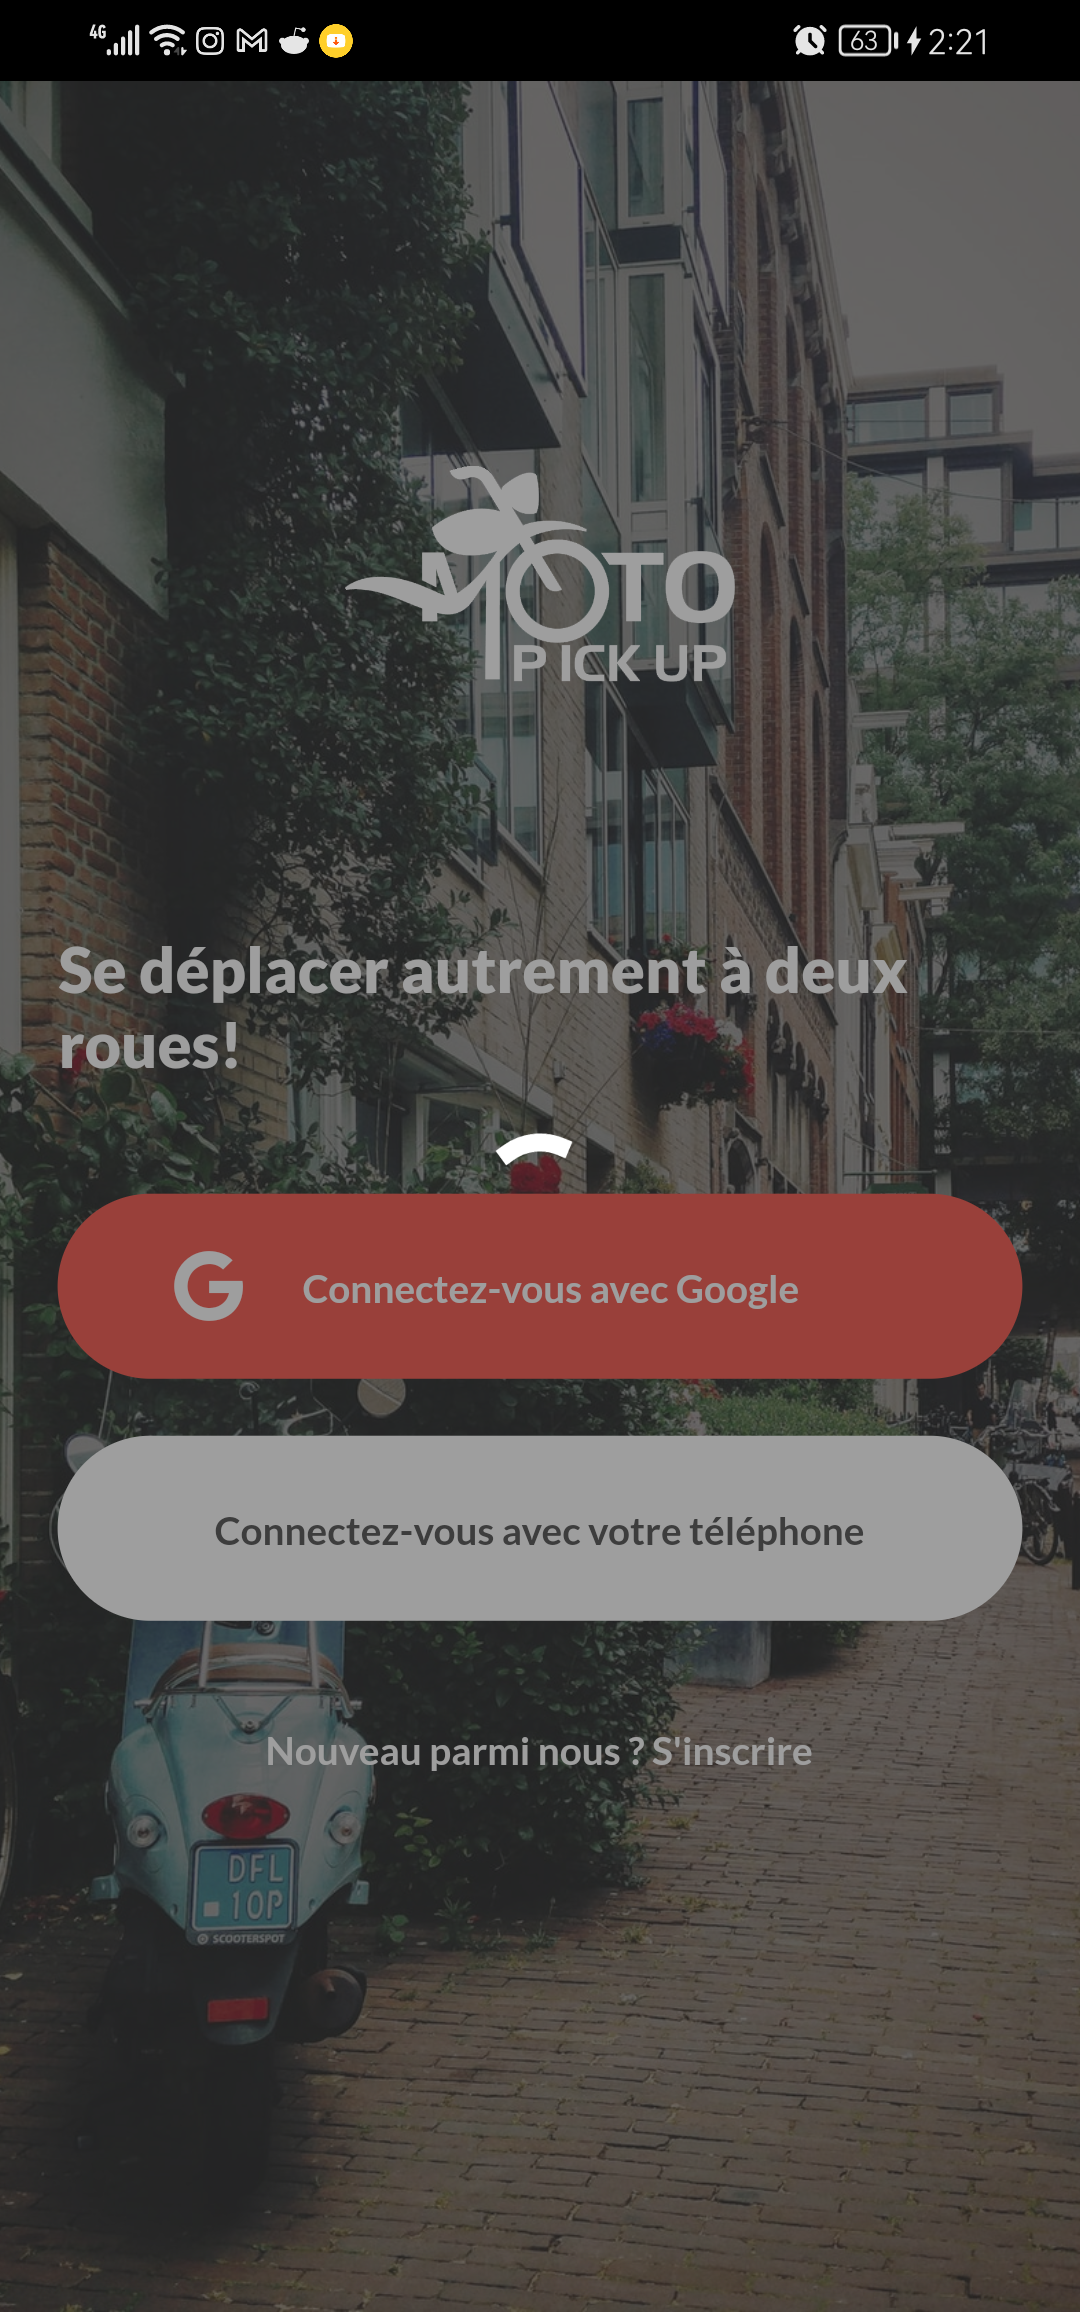 4G 63 2:21
MOTO
PICK UP
Se déplacer autrement à deux
roues!
G Connectez-vous avec Google
Connectez-vous avec votre téléphone
Nouveau parmi nous ? S'inscrire
DFL
10P
SCOOTERSPOT